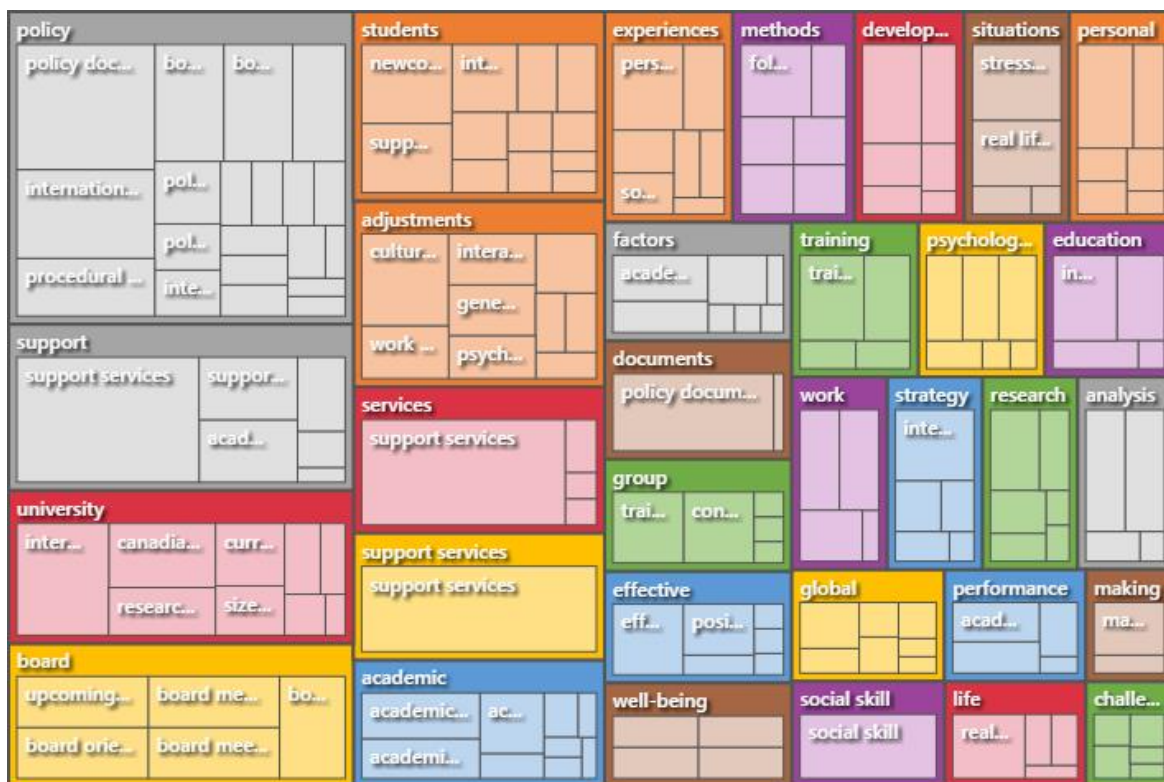 policy
policy doc...
bo...
bo...
internation...
pol...
pol...
procedural ...
inte...
support
support services
suppor...
acad...
university
inter...
canadia...
curr...
researc...
size...
board
upcoming...
board me...
bo...
board orie...
board mee...
students
newco...
int...
supp...
adjustments
cultur...
intera...
gene...
work ...
psych...
services
support services
support services
support services
academic
academic...
ac...
academi...
experiences
pers...
so...
methods
fol...
develop...
situations
stress...
real lif...
personal
factors
acade...
training
trai...
psycholog...
education
in...
documents
policy docum...
group
trai...
con...
work
strategy
inte...
research
analysis
effective
eff...
posi...
global
performance
acad...
making
ma...
well-being
social skill
social skill
life
real...
challe...